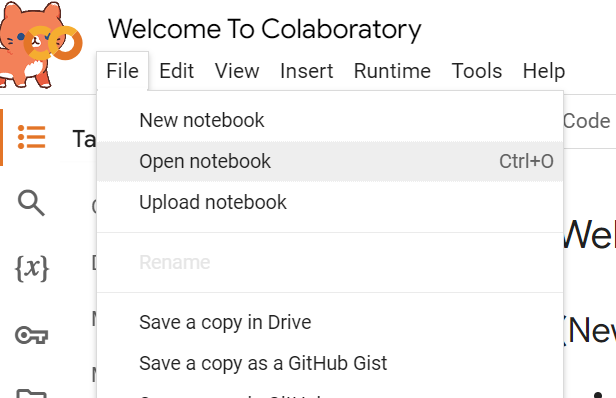 Welcome To Colaboratory
File Edit View Insert Runtime Tools Help
New notebook
Code
Ta
Open notebook Ctrl+O
Upload notebook
Wel
Rename
{x}
Save a copy in Drive
(New
Save a copy as a GitHub Gist